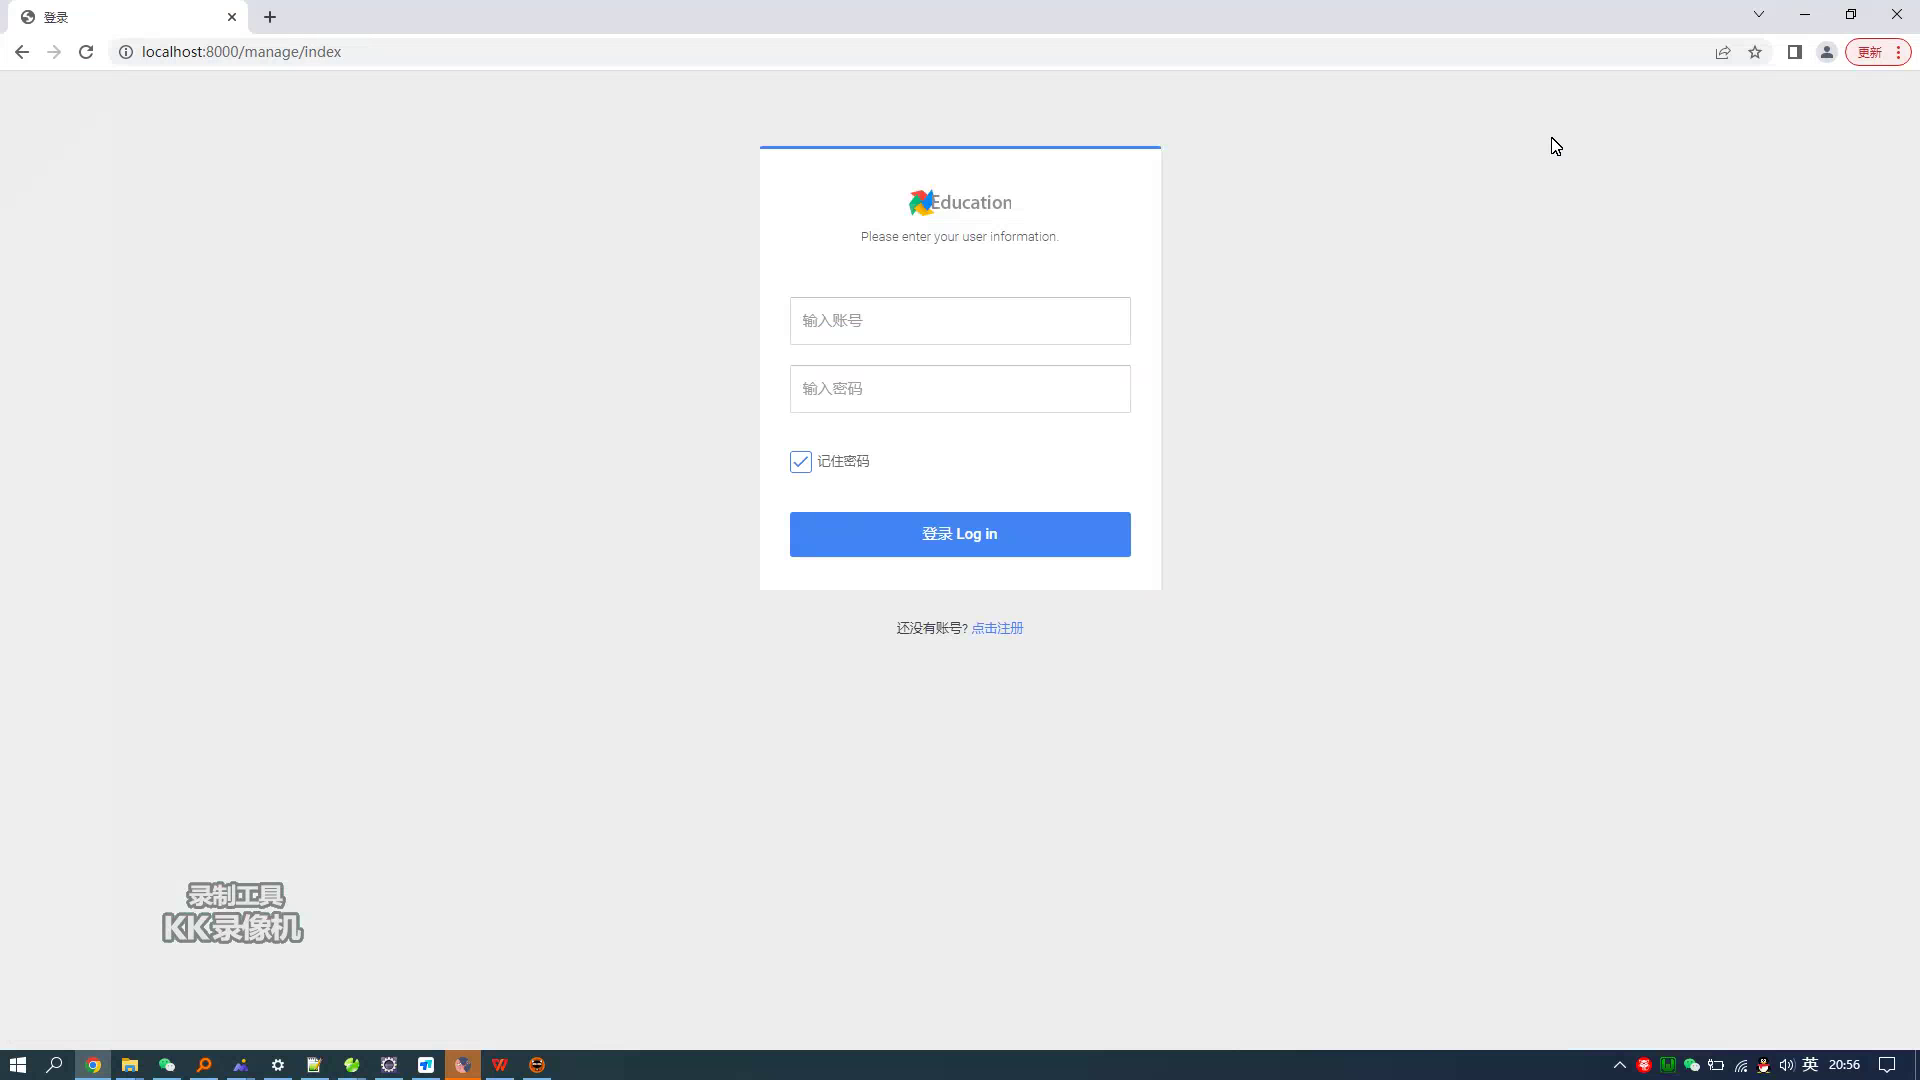 登录
localhost:8000/manage/index
更新
Education
Please enter your user information.
输入账号
输入密码
记住密码
登录 Log in
还没有账号? 点击注册
录制工具
KK录像机
英
20:56